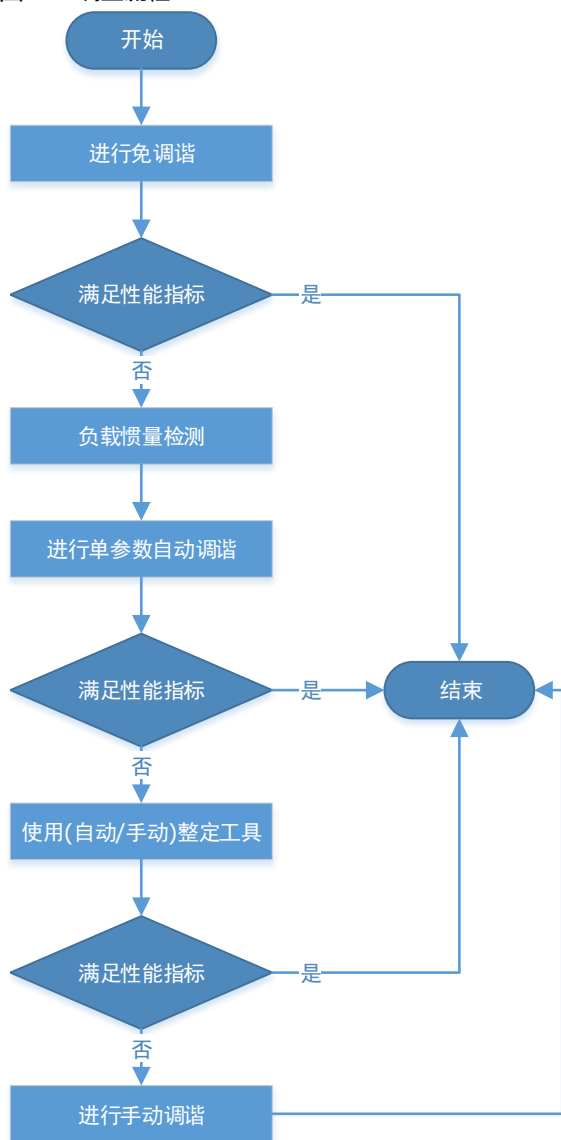 开始
进行免调谐
满足性能指标
是
否
负载惯量检测
进行单参数自动调谐
满足性能指标
是
结束
否
使用(自动/手动)整定工具
满足性能指标
是
否
进行手动调谐